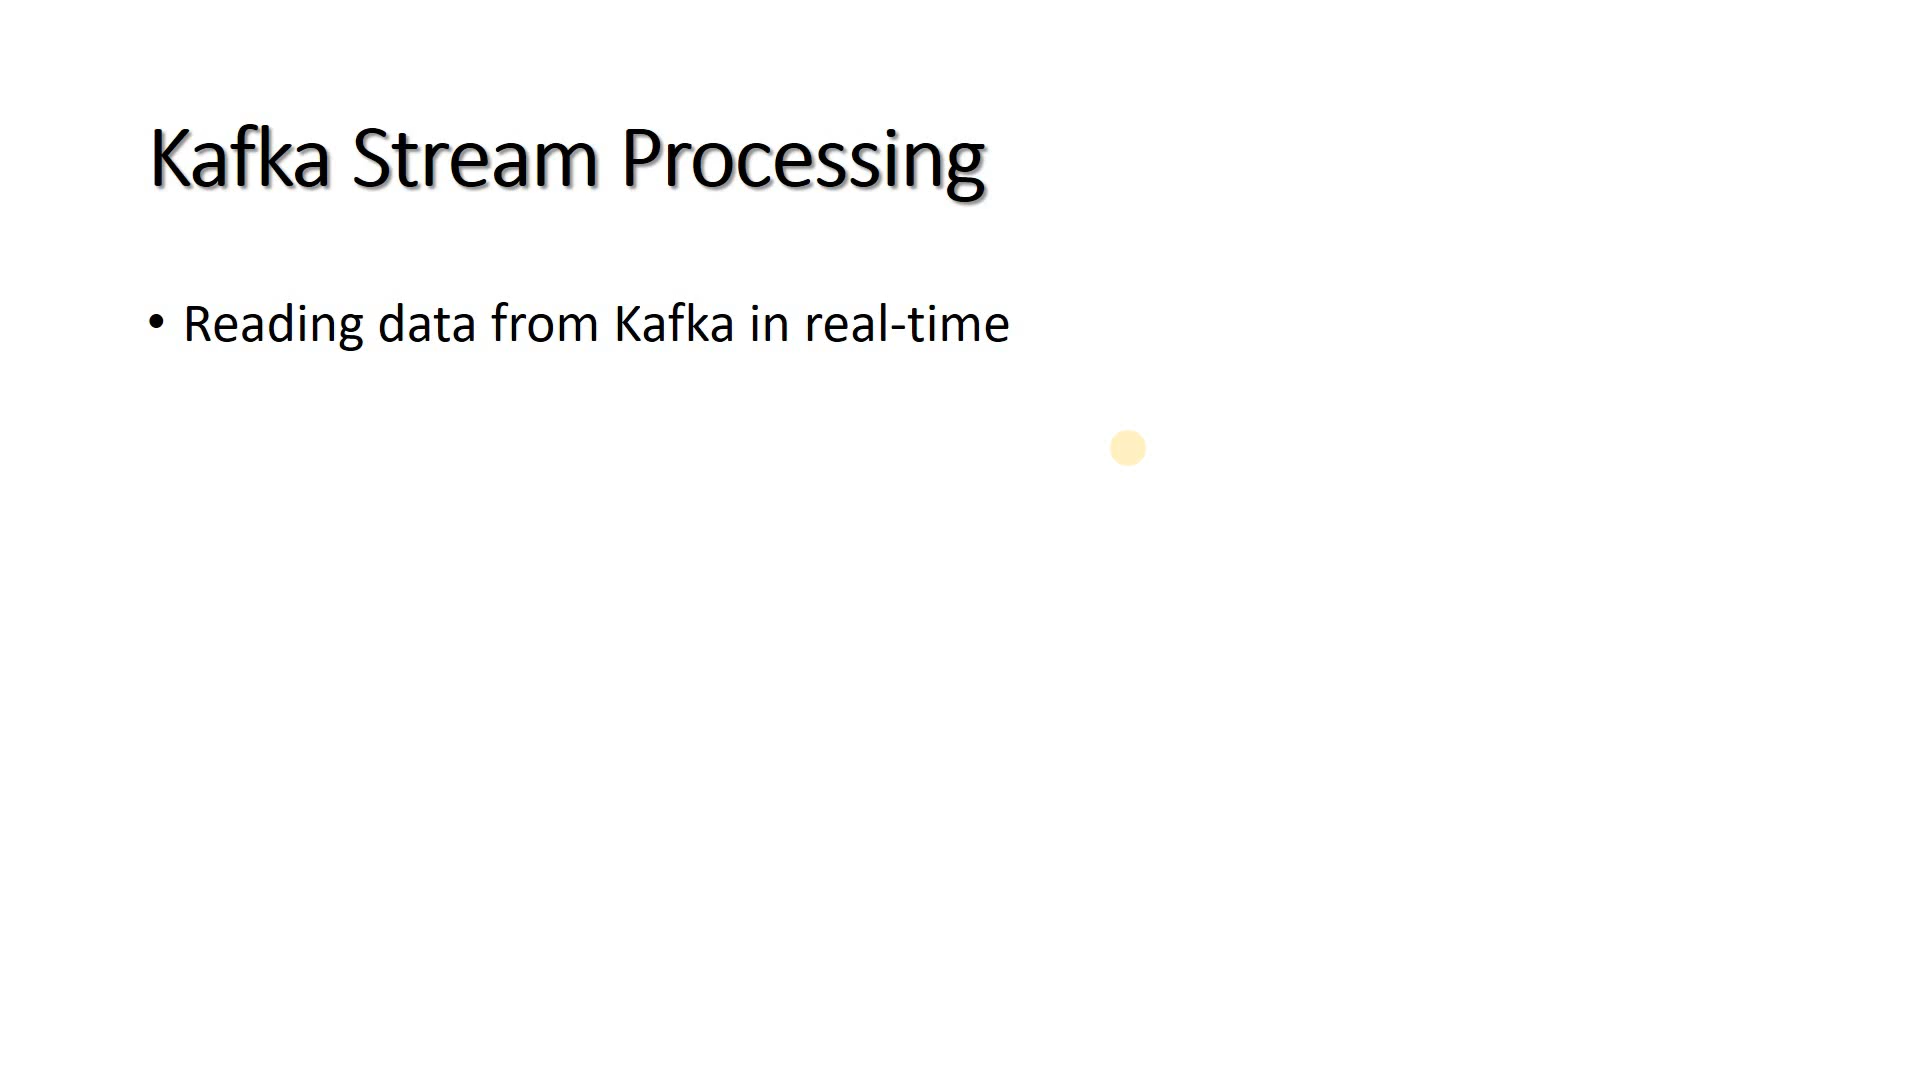 Kafka Stream Processing
• Reading data from Kafka in real-time